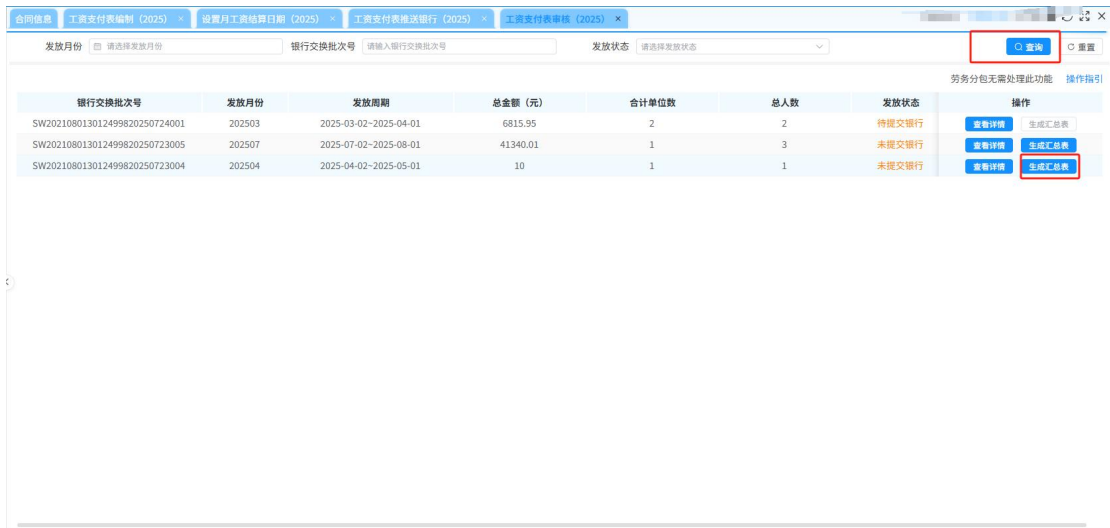 合同信息 工资支付表编制（2025） × 设置月工资结算日期（2025） × 工资支付表推送银行（2025） × 工资支付表审核（2025） ×
发放月份 请选择发放月份 银行交换批次号 请输入银行交换批次号 发放状态 请选择发放状态 查询 重置
劳务分包无需处理此功能 操作指引
银行交换批次号 发放月份 发放周期 总金额（元） 合计单位数 总人数 发放状态 操作
SW202108013012499820250724001 202503 2025-03-02~2025-04-01 6815.95 2 2 待提交银行 查看详情 生成汇总表
SW202108013012499820250723005 202507 2025-07-02~2025-08-01 41340.01 1 3 未提交银行 查看详情 生成汇总表
SW202108013012499820250723004 202504 2025-04-02~2025-05-01 10 1 1 未提交银行 查看详情 生成汇总表